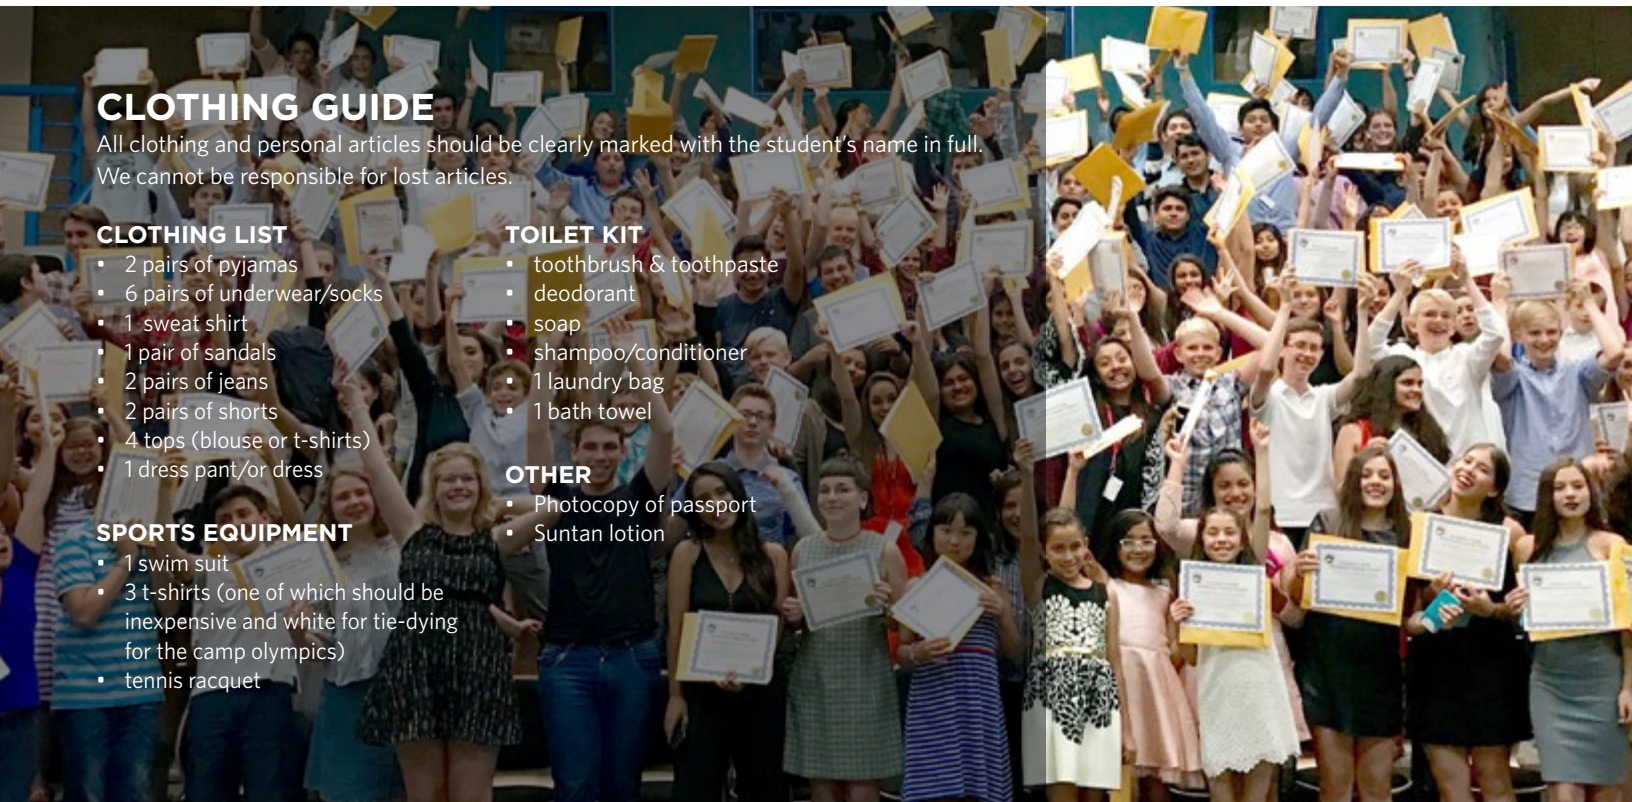 CLOTHING GUIDE
All clothing and personal articles should be clearly marked with the student's name in full.
We cannot be responsible for lost articles.
CLOTHING LIST
• 2 pairs of pyjamas
• 6 pairs of underwear/socks
• 1 sweat shirt
• 1 pair of sandals
• 2 pairs of jeans
• 2 pairs of shorts
• 4 tops (blouse or t-shirts)
• 1 dress pant/or dress
SPORTS EQUIPMENT
• 1 swim suit
• 3 t-shirts (one of which should be
inexpensive and white for tie-dying
for the camp olympics)
• tennis racquet
TOILET KIT
• toothbrush & toothpaste
• deodorant
• soap
• shampoo/conditioner
• 1 laundry bag
• 1 bath towel
OTHER
• Photocopy of passport
• Suntan lotion